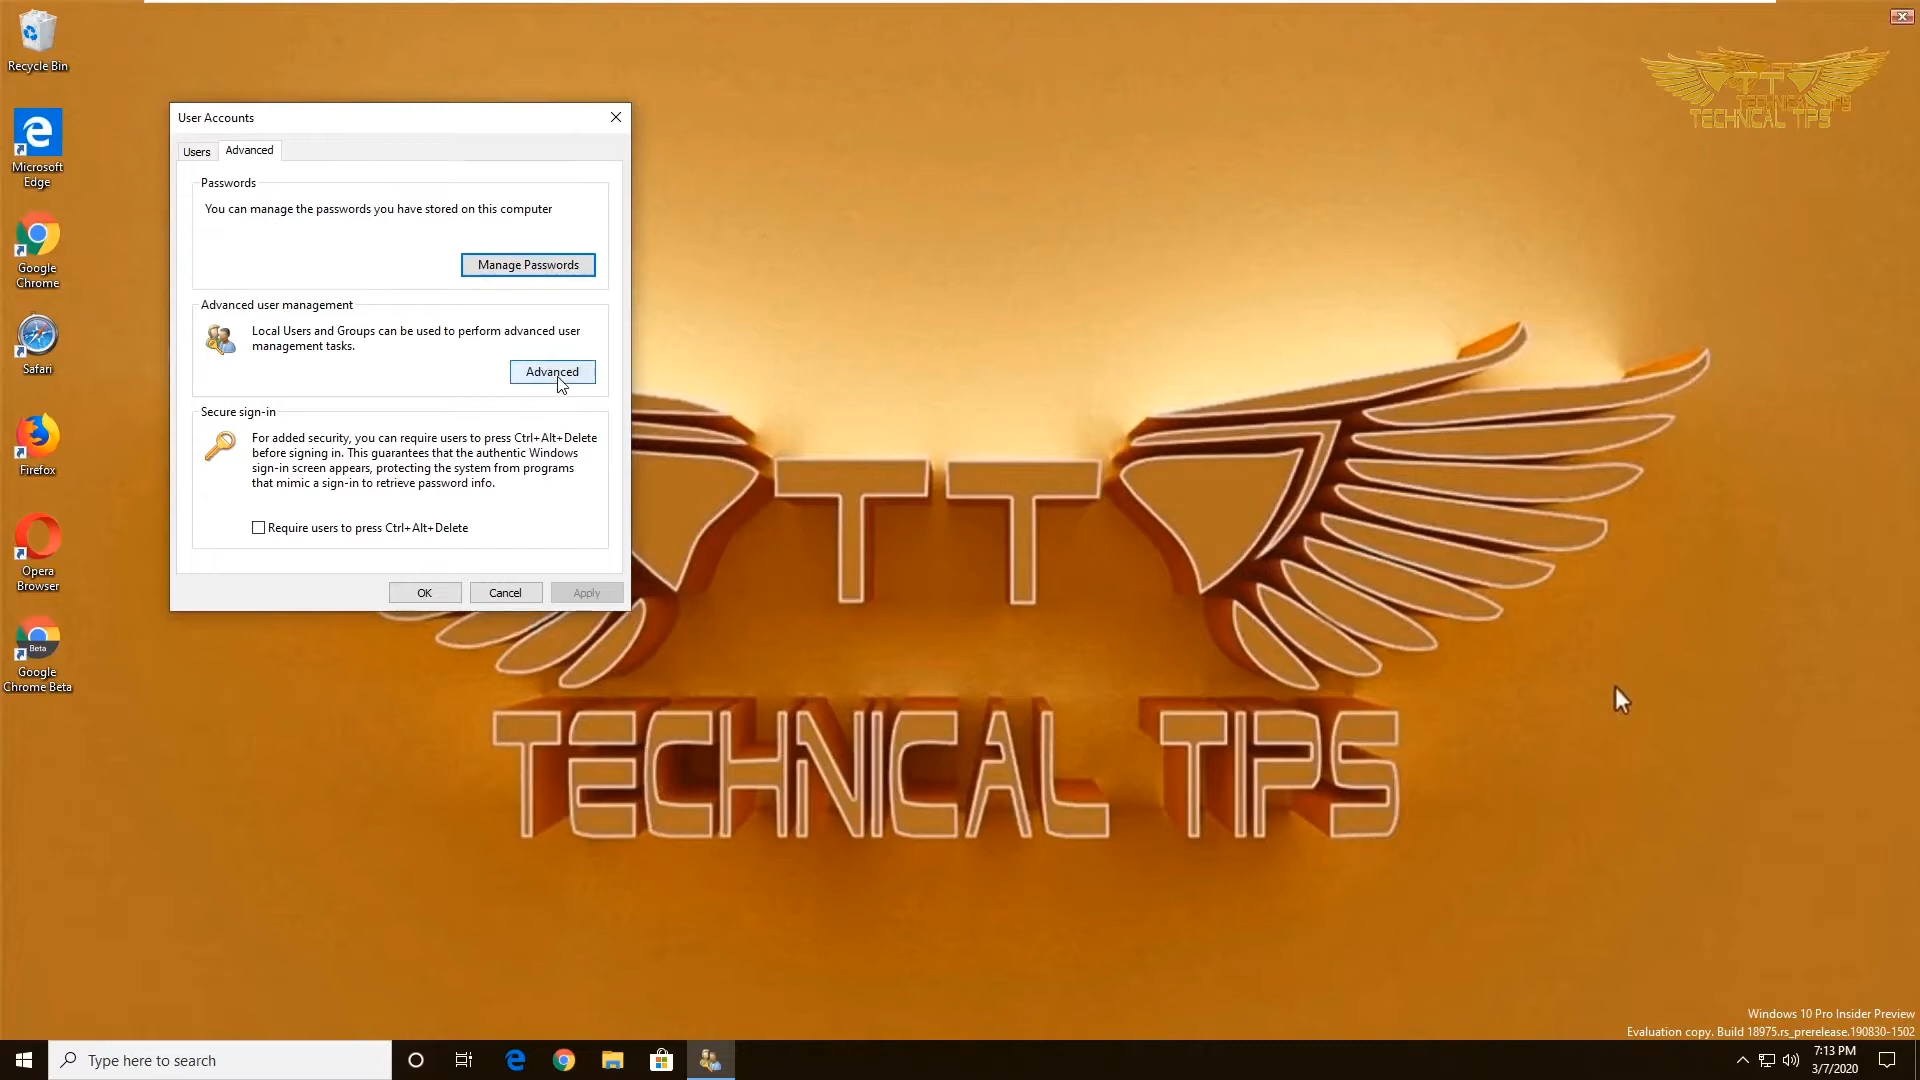 Recycle Bin
Microsoft
Edge
Google
Chrome
Safari
Firefox
Opera
Browser
Beta
Google
Chrome Beta
User Accounts
Users
Advanced
Passwords
You can manage the passwords you have stored on this computer
Manage Passwords
Advanced user management
Local Users and Groups can be used to perform advanced user
management tasks.
Advanced
Secure sign-in
For added security, you can require users to press Ctrl+Alt+Delete
before signing in. This guarantees that the authentic Windows
sign-in screen appears, protecting the system from programs
that mimic a sign-in to retrieve password info.
Require users to press Ctrl+Alt+Delete
OK
Cancel
Apply
TT
TECHNICAL TIPS
TT
TECHNICAL TIPS
TECHNICAL TIPS
Windows 10 Pro Insider Preview
Evaluation copy. Build 18975.rs_prerelease.190830-1502
Type here to search
7:13 PM
3/7/2020